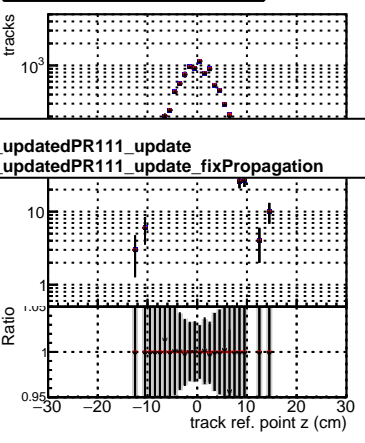 tracks
10³
_updatedPR111_update
_updatedPR111_update_fixPropagation
10
1
Ratio
1.05
1
0.95
−30 −20 −10 0 10 20 30
track ref. point z (cm)